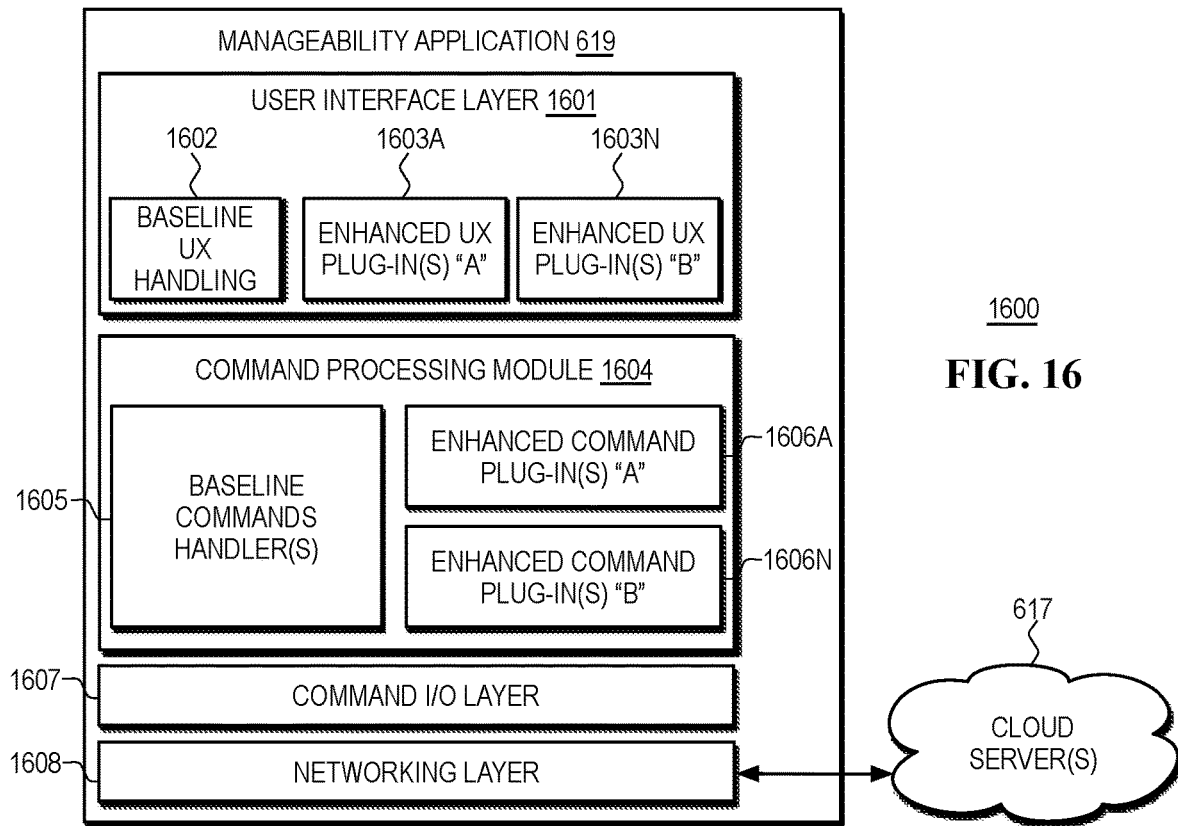 MANAGEABILITY APPLICATION 619
USER INTERFACE LAYER 1601
1602
1603A
1603N
BASELINE
UX
HANDLING
ENHANCED UX
PLUG-IN(S) “A”
ENHANCED UX
PLUG-IN(S) “B”
1600
FIG. 16
COMMAND PROCESSING MODULE 1604
1605
BASELINE
COMMANDS
HANDLER(S)
ENHANCED COMMAND
PLUG-IN(S) “A”
1606A
ENHANCED COMMAND
PLUG-IN(S) “B”
1606N
1607
COMMAND I/O LAYER
1608
NETWORKING LAYER
617
CLOUD
SERVER(S)